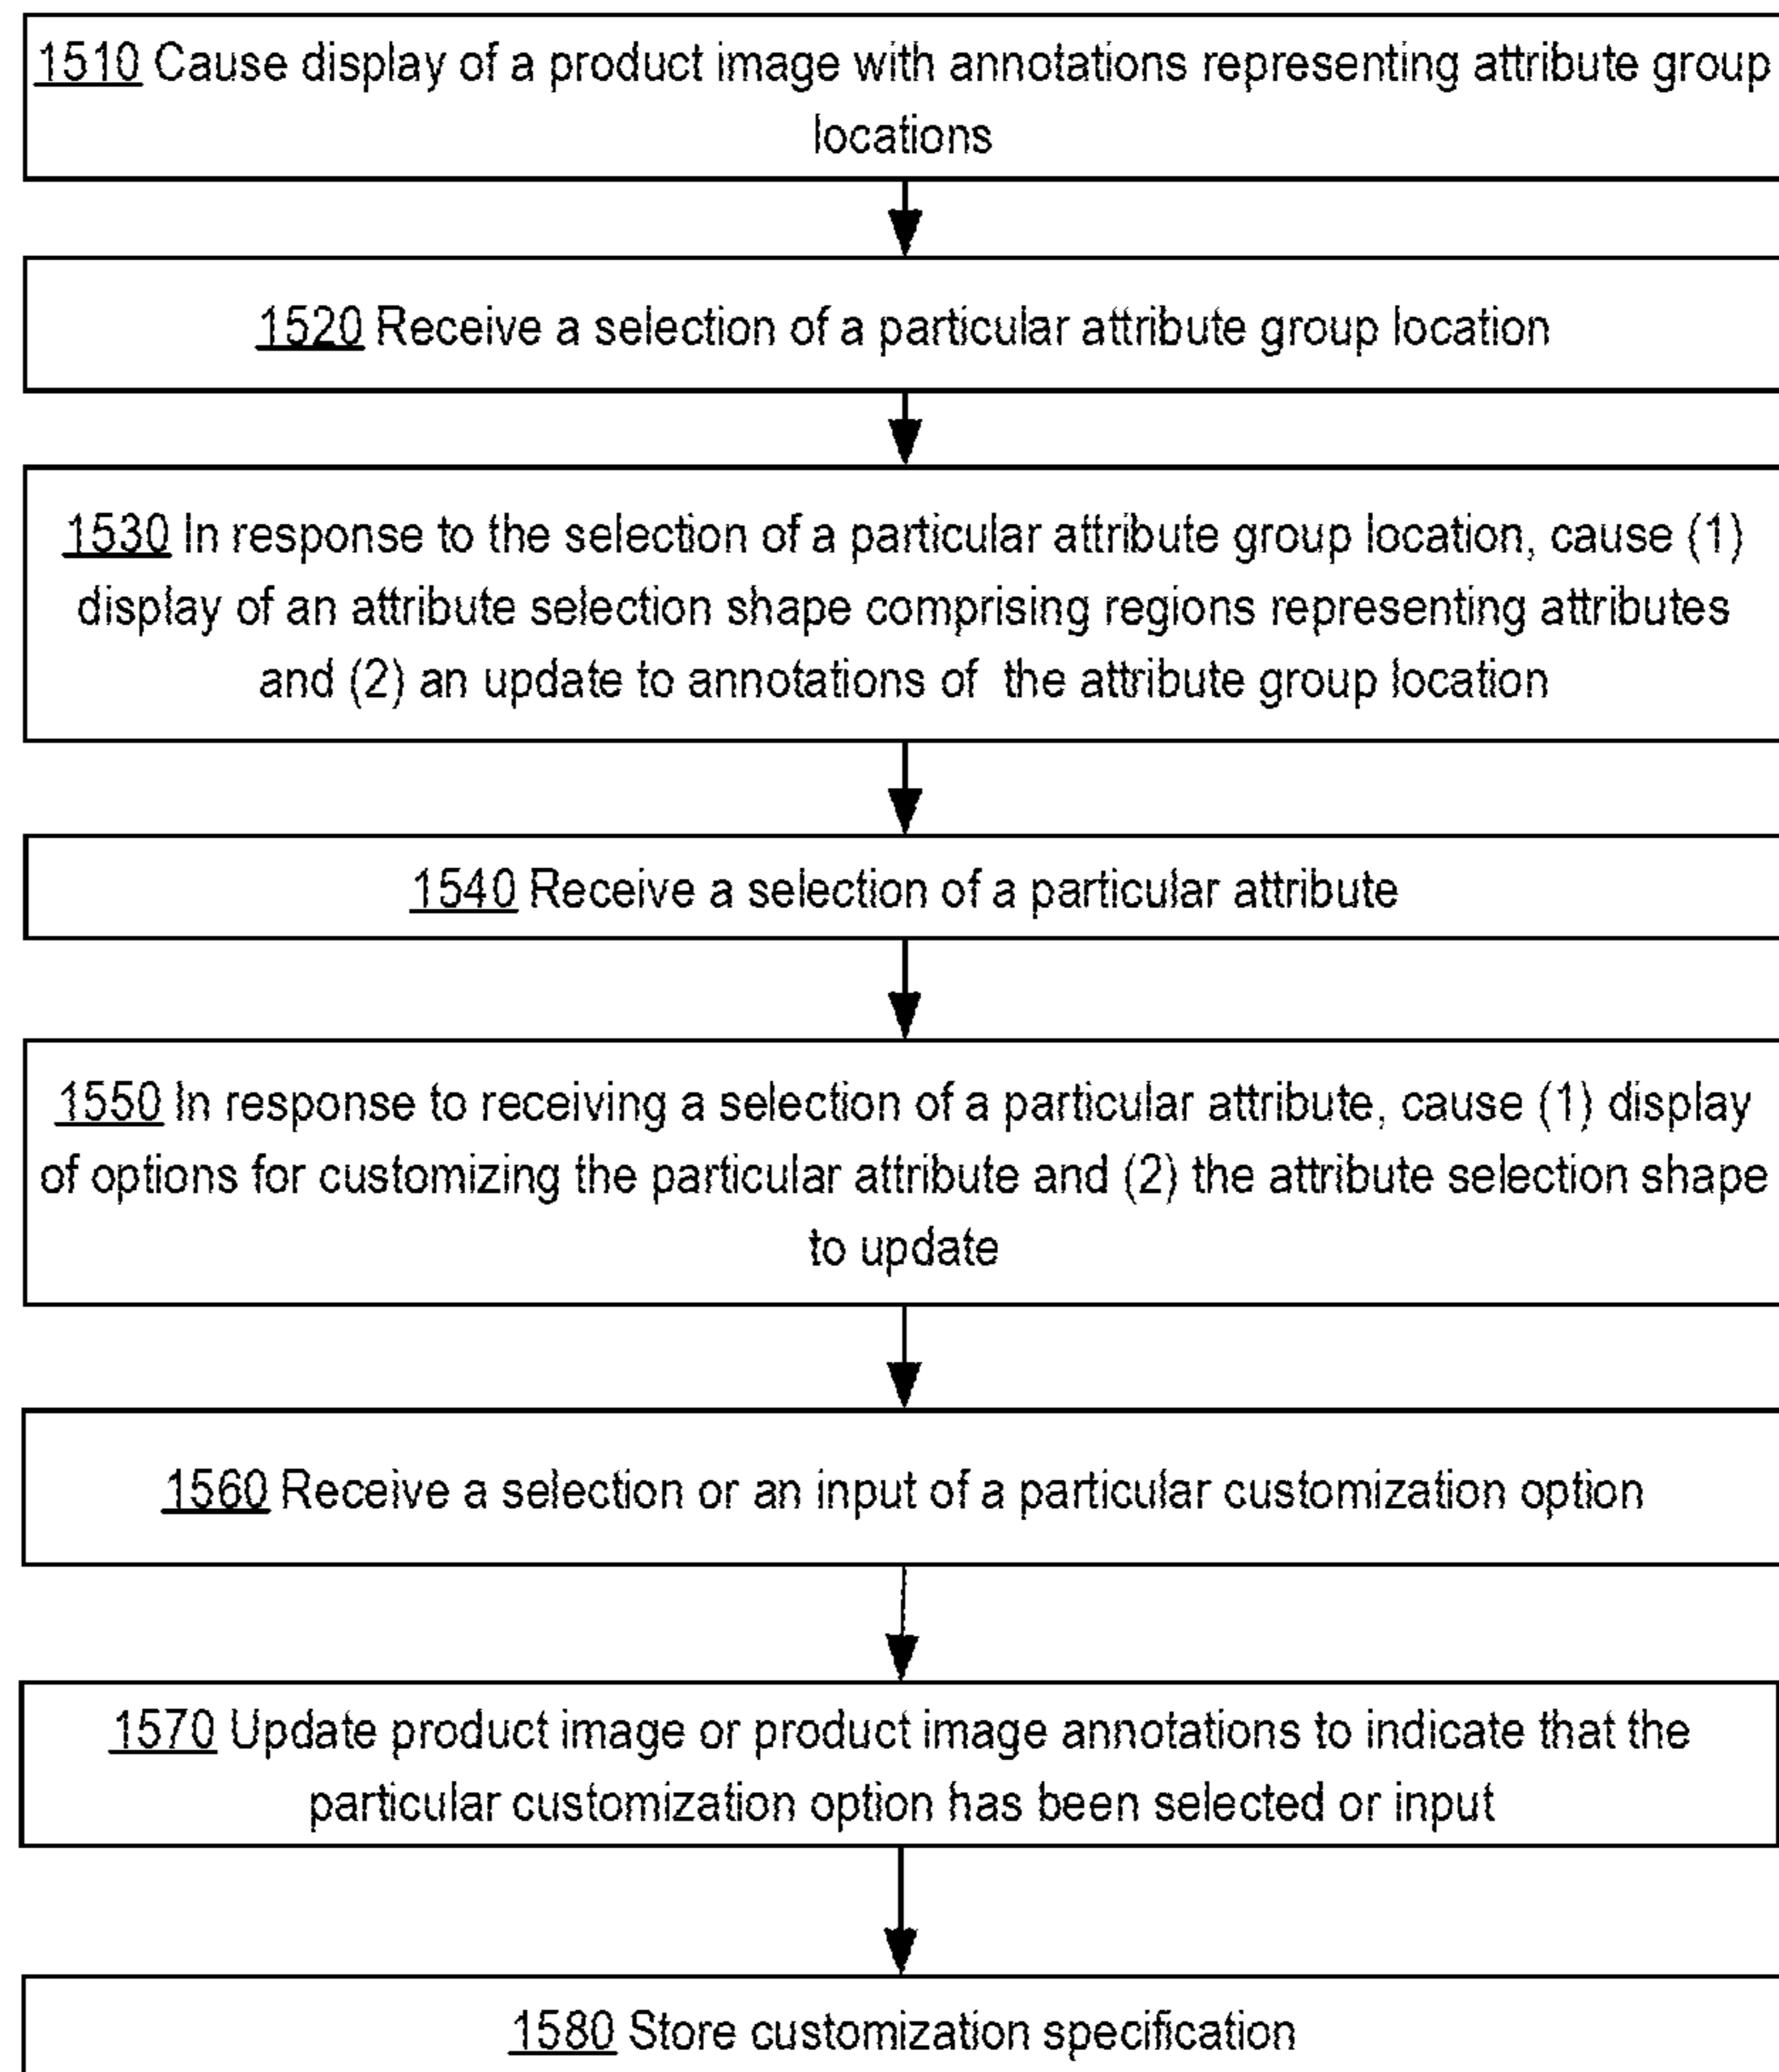 1510 Cause display of a product image with annotations representing attribute group
locations
1520 Receive a selection of a particular attribute group location
1530 In response to the selection of a particular attribute group location, cause (1)
display of an attribute selection shape comprising regions representing attributes
and (2) an update to annotations of the attribute group location
1540 Receive a selection of a particular attribute
1550 In response to receiving a selection of a particular attribute, cause (1) display
of options for customizing the particular attribute and (2) the attribute selection shape
to update
1560 Receive a selection or an input of a particular customization option
1570 Update product image or product image annotations to indicate that the
particular customization option has been selected or input
1580 Store customization specification